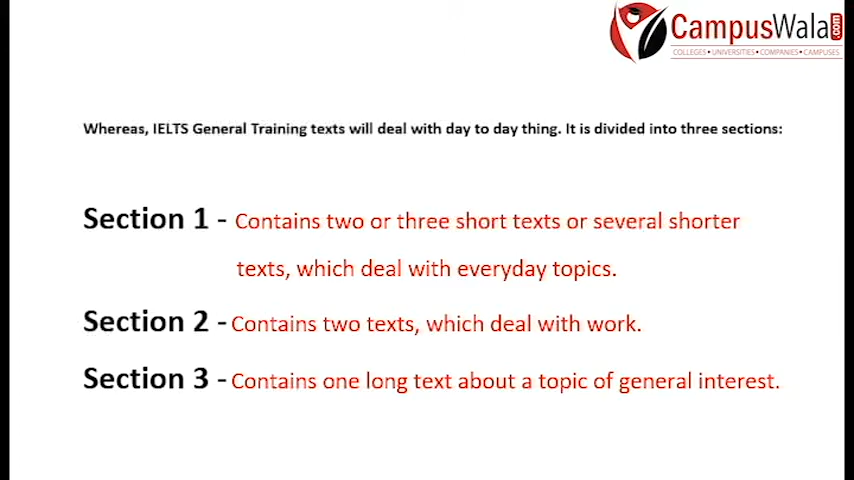 CampusWala.com
COLLEGES • UNIVERSITIES • COMPANIES • CAMPUSES
Whereas, IELTS General Training texts will deal with day to day thing. It is divided into three sections:
Section 1 - Contains two or three short texts or several shorter
texts, which deal with everyday topics.
Section 2 - Contains two texts, which deal with work.
Section 3 - Contains one long text about a topic of general interest.